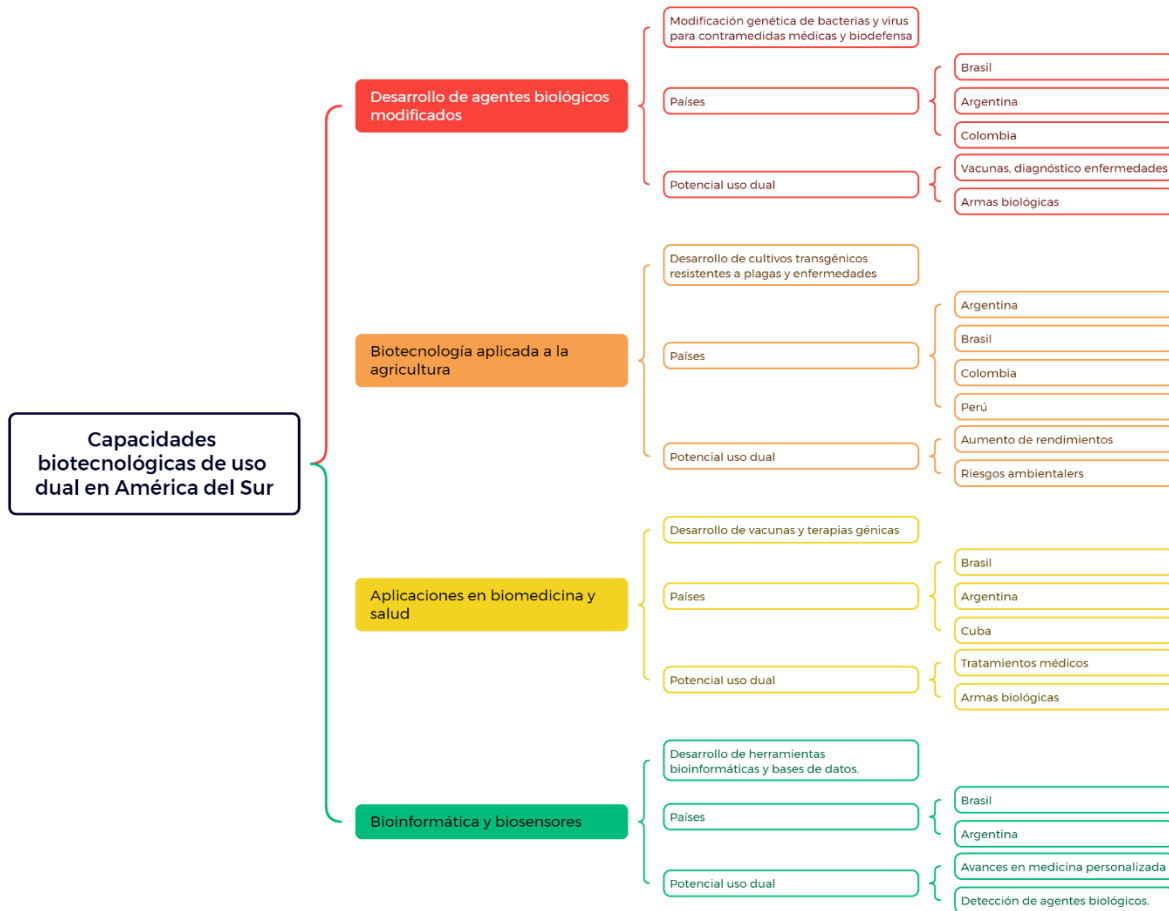 Capacidades
biotecnológicas de uso
dual en América del Sur
Desarrollo de agentes biológicos
modificados
Modificación genética de bacterias y virus
para contramedidas médicas y biodefensa
Países
Brasil
Argentina
Colombia
Potencial uso dual
Vacunas, diagnóstico enfermedades
Armas biológicas
Biotecnología aplicada a la
agricultura
Desarrollo de cultivos transgénicos
resistentes a plagas y enfermedades
Países
Argentina
Brasil
Colombia
Perú
Potencial uso dual
Aumento de rendimientos
Riesgos ambientalers
Aplicaciones en biomedicina y
salud
Desarrollo de vacunas y terapias génicas
Países
Brasil
Argentina
Cuba
Potencial uso dual
Tratamientos médicos
Armas biológicas
Bioinformática y biosensores
Desarrollo de herramientas
bioinformáticas y bases de datos.
Países
Brasil
Argentina
Potencial uso dual
Avances en medicina personalizada
Detección de agentes biológicos.